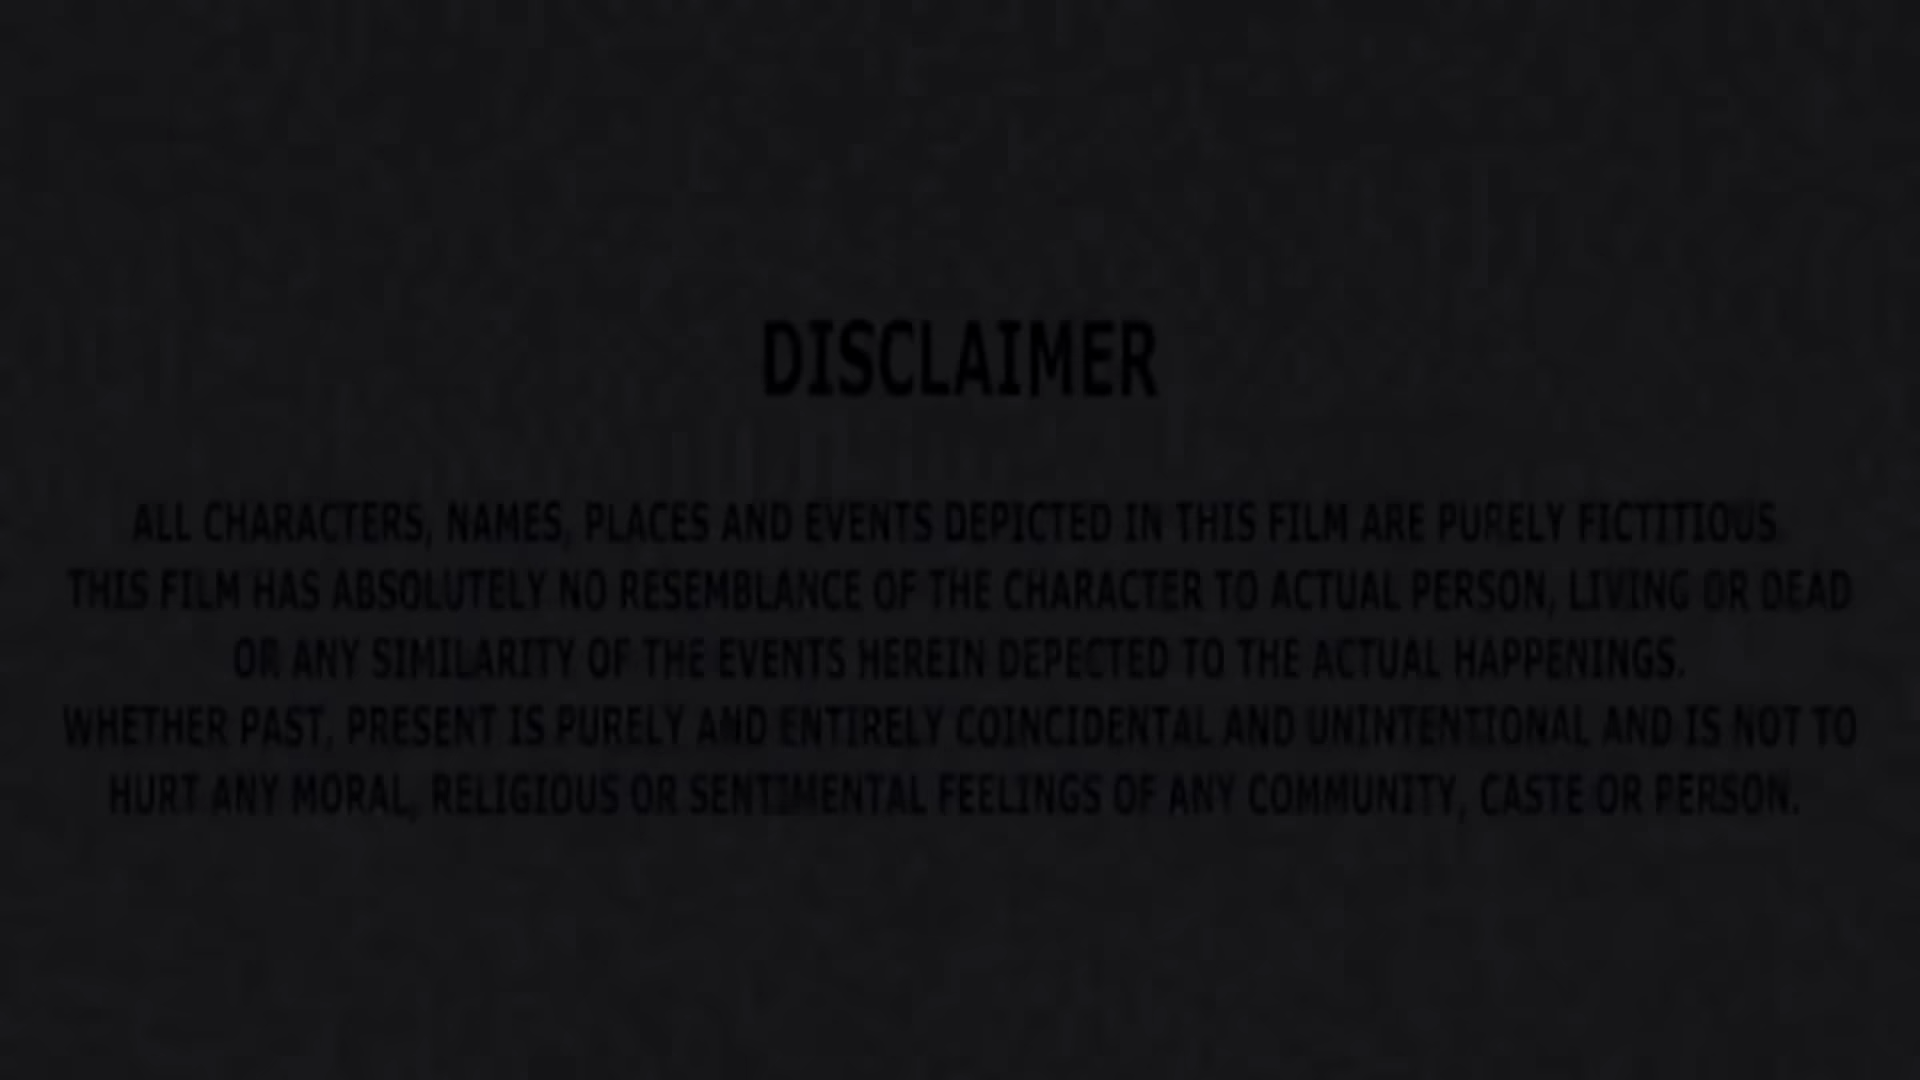 DISCLAIMER
ALL CHARACTERS, NAMES, PLACES AND EVENTS DEPICTED IN THIS FILM ARE PURELY FICTITIOUS.
THIS FILM HAS ABSOLUTELY NO RESEMBLANCE OF THE CHARACTER TO ACTUAL PERSON, LIVING OR DEAD
OR ANY SIMILARITY OF THE EVENTS HEREIN DEPECTED TO THE ACTUAL HAPPENINGS.
WHETHER PAST, PRESENT IS PURELY AND ENTIRELY COINCIDENTAL AND UNINTENTIONAL AND IS NOT TO
HURT ANY MORAL, RELIGIOUS OR SENTIMENTAL FEELINGS OF ANY COMMUNITY, CASTE OR PERSON.